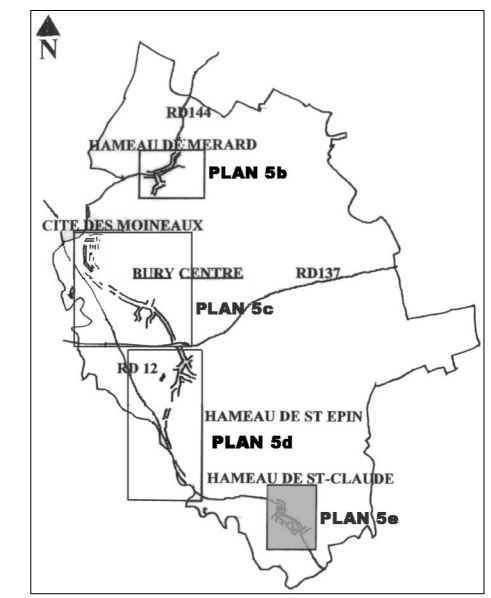 N
RD144
HAMEAU DE MERARD
PLAN 5b
CITE DES MOINEAUX
BURY CENTRE
RD137
PLAN 5c
RD 12
HAMEAU DE ST EPIN
PLAN 5d
HAMEAU DE ST-CLAUDE
PLAN 5e